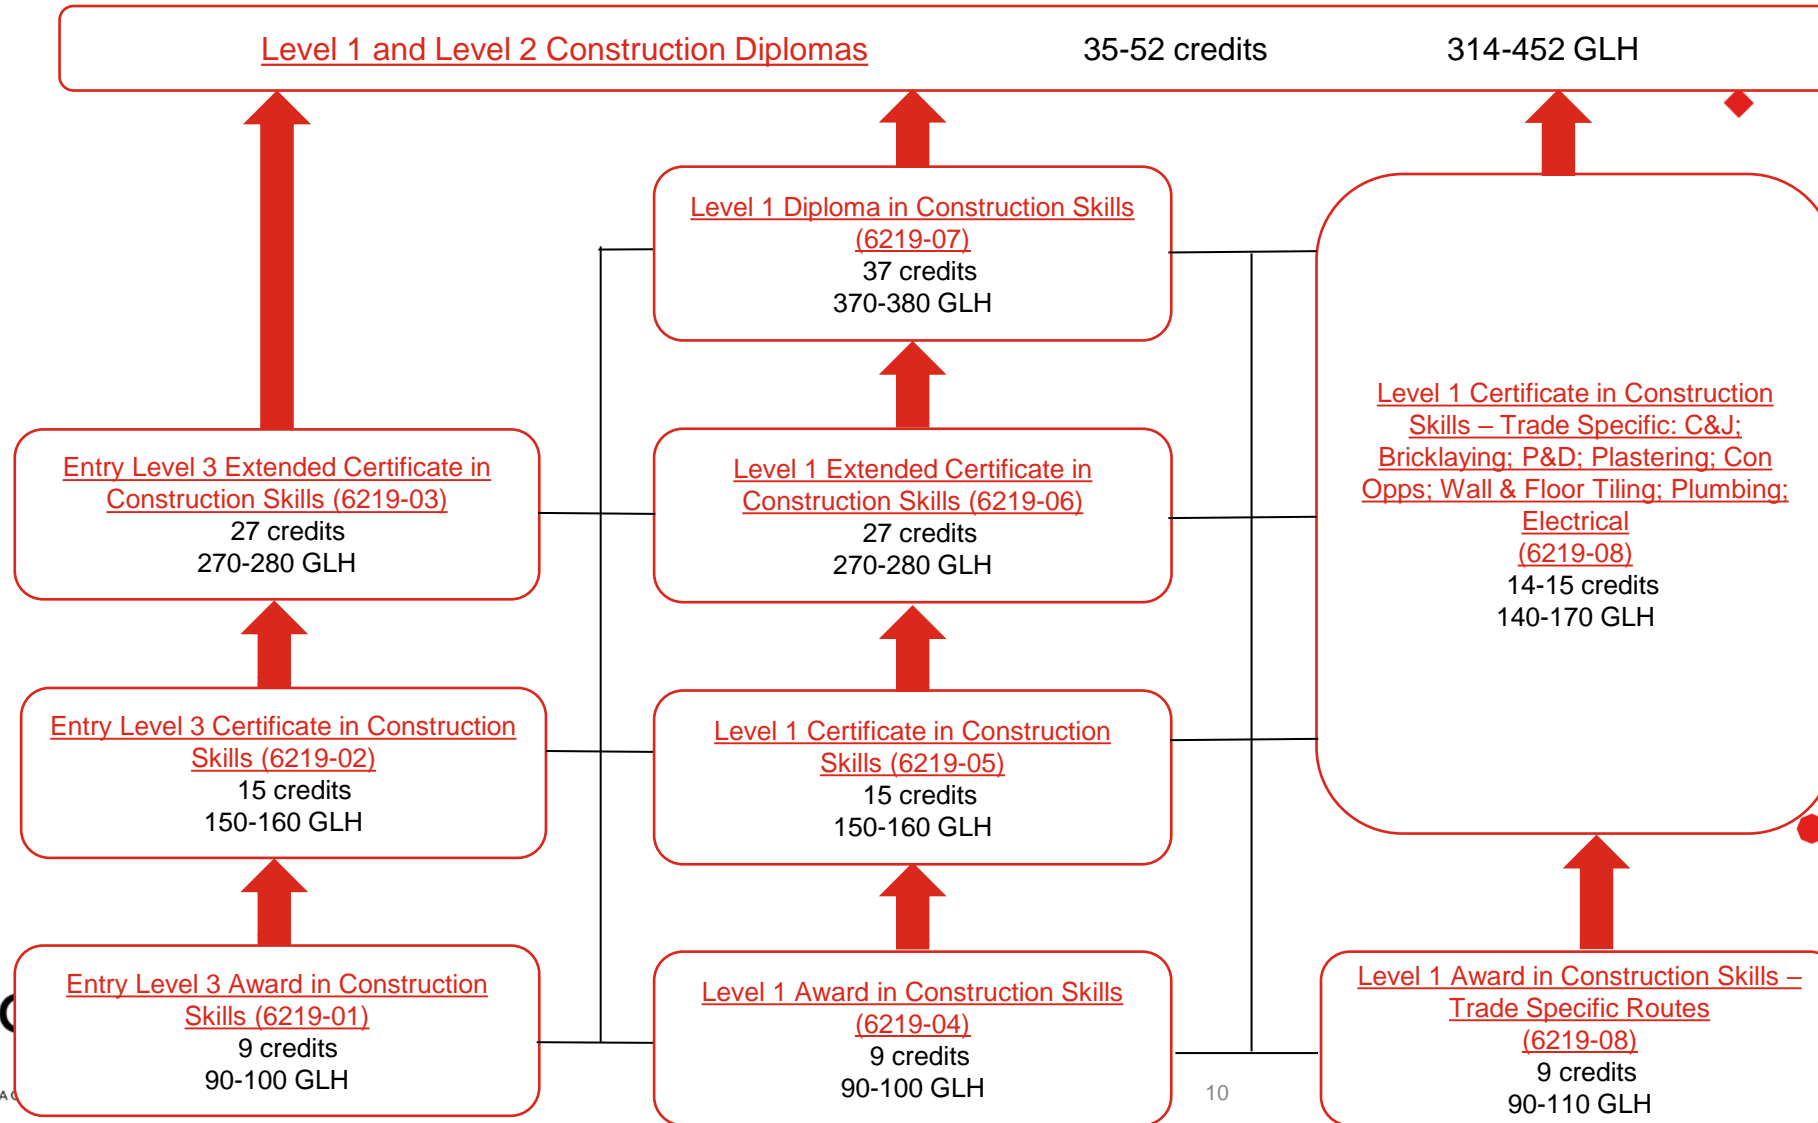 Level 1 and Level 2 Construction Diplomas 35-52 credits 314-452 GLH
Level 1 Diploma in Construction Skills
(6219-07)
37 credits
370-380 GLH
Entry Level 3 Extended Certificate in
Construction Skills (6219-03)
27 credits
270-280 GLH
Level 1 Extended Certificate in
Construction Skills (6219-06)
27 credits
270-280 GLH
Level 1 Certificate in Construction
Skills – Trade Specific: C&J;
Bricklaying; P&D; Plastering; Con
Opps; Wall & Floor Tiling; Plumbing;
Electrical
(6219-08)
14-15 credits
140-170 GLH
Entry Level 3 Certificate in Construction
Skills (6219-02)
15 credits
150-160 GLH
Level 1 Certificate in Construction
Skills (6219-05)
15 credits
150-160 GLH
Entry Level 3 Award in Construction
Skills (6219-01)
9 credits
90-100 GLH
Level 1 Award in Construction Skills
(6219-04)
9 credits
90-100 GLH
Level 1 Award in Construction Skills –
Trade Specific Routes
(6219-08)
9 credits
90-110 GLH
10